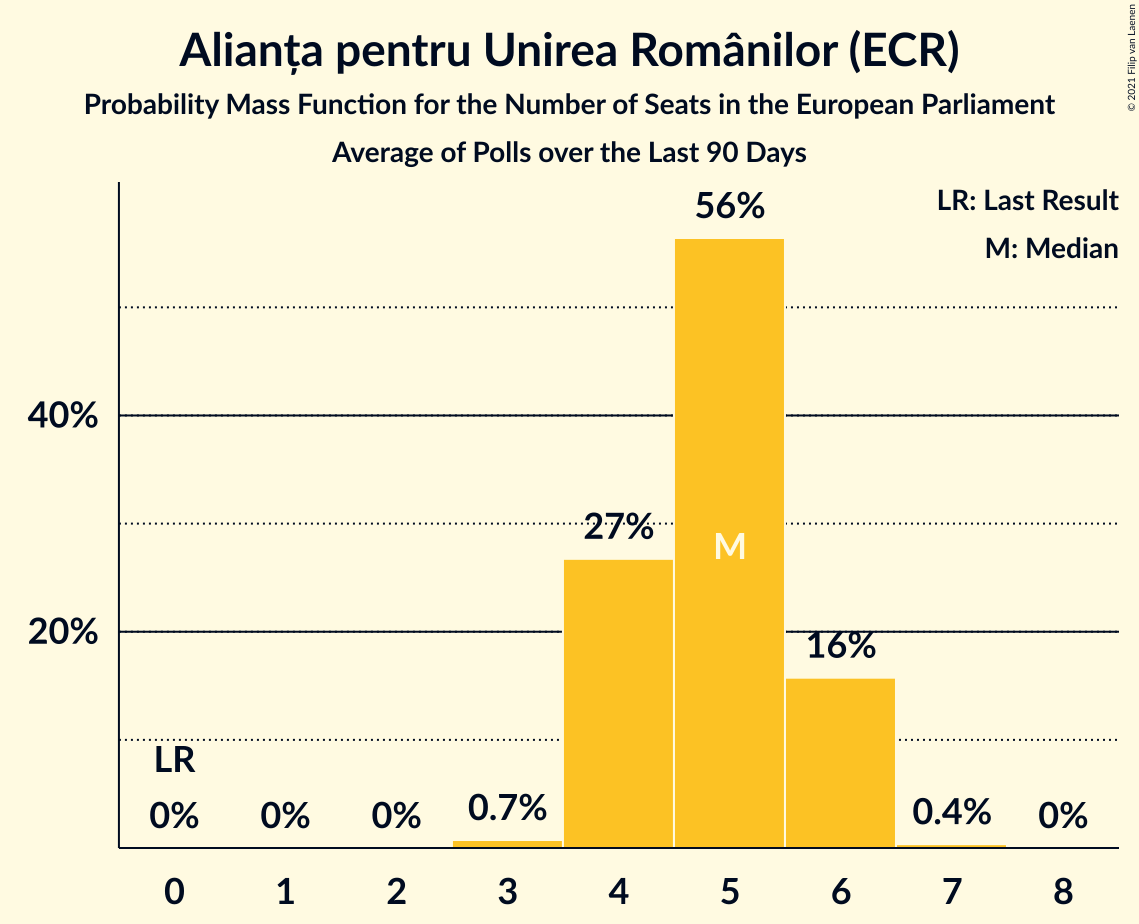 Alianța pentru Unirea Românilor (ECR)
Probability Mass Function for the Number of Seats in the European Parliament
Average of Polls over the Last 90 Days
© 2021 Filip van Laenen
LR: Last Result
M: Median
56%
40%
27%
M
20%
16%
LR
0%
0%
0%
0.7%
0.4%
0%
0 1 2 3 4 5 6 7 8